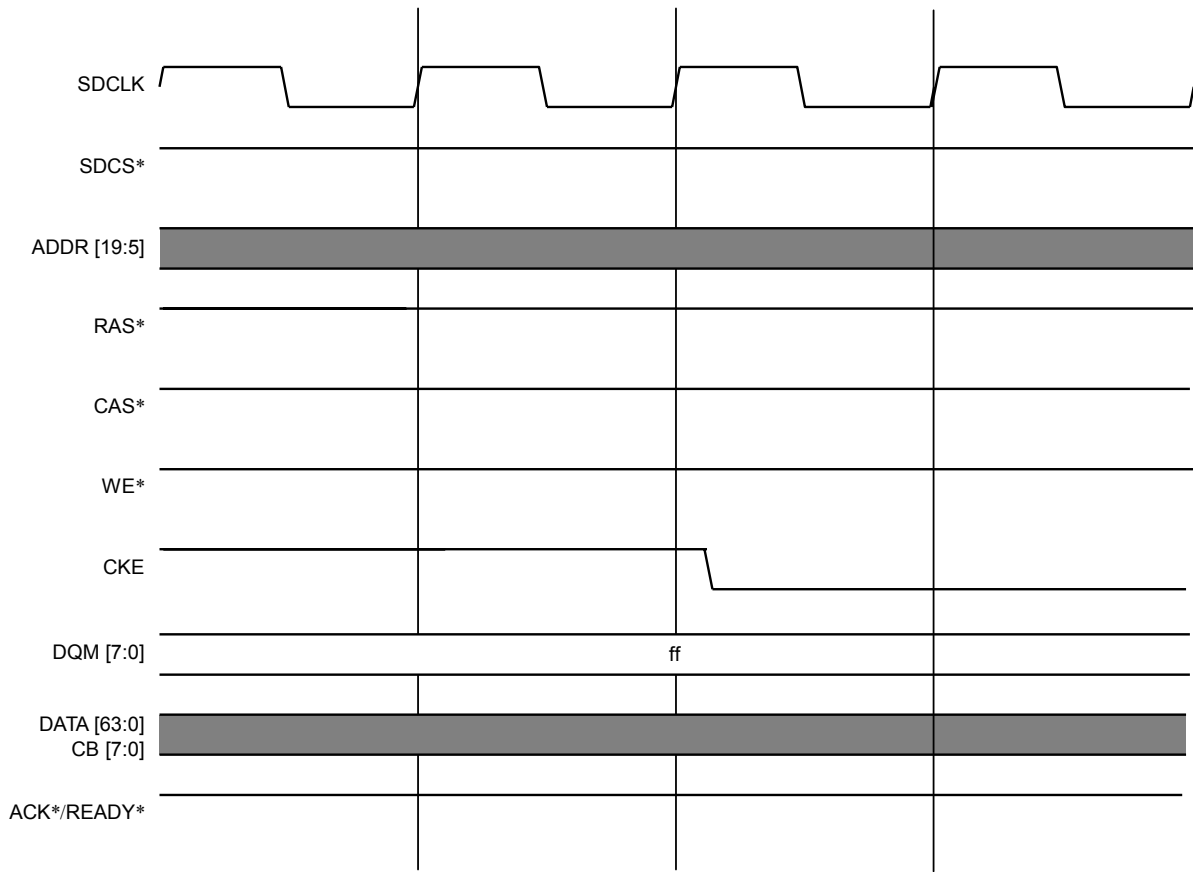 SDCLK
SDCS*
ADDR [19:5]
RAS*
CAS*
WE*
CKE
DQM [7:0]
ff
DATA [63:0]
CB [7:0]
ACK*/READY*